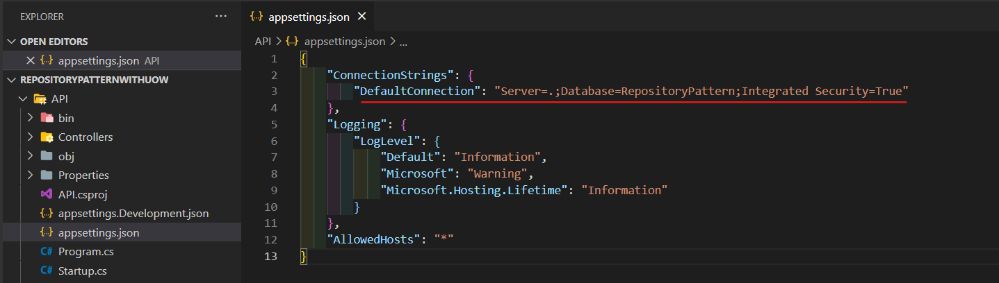 EXPLORER ...
OPEN EDITORS
appsettings.json API
REPOSITORYPATTERNWITHUOW
API
bin
Controllers
obj
Properties
API.csproj
appsettings.Development.json
appsettings.json
C# Program.cs
C# Startup.cs
{..} appsettings.json
API > {..} appsettings.json > ...
1 {
2 "ConnectionStrings": {
3 "DefaultConnection": "Server=.;Database=RepositoryPattern;Integrated Security=True"
4 },
5 "Logging": {
6 "LogLevel": {
7 "Default": "Information",
8 "Microsoft": "Warning",
9 "Microsoft.Hosting.Lifetime": "Information"
10 }
11 },
12 "AllowedHosts": "*"
13 }